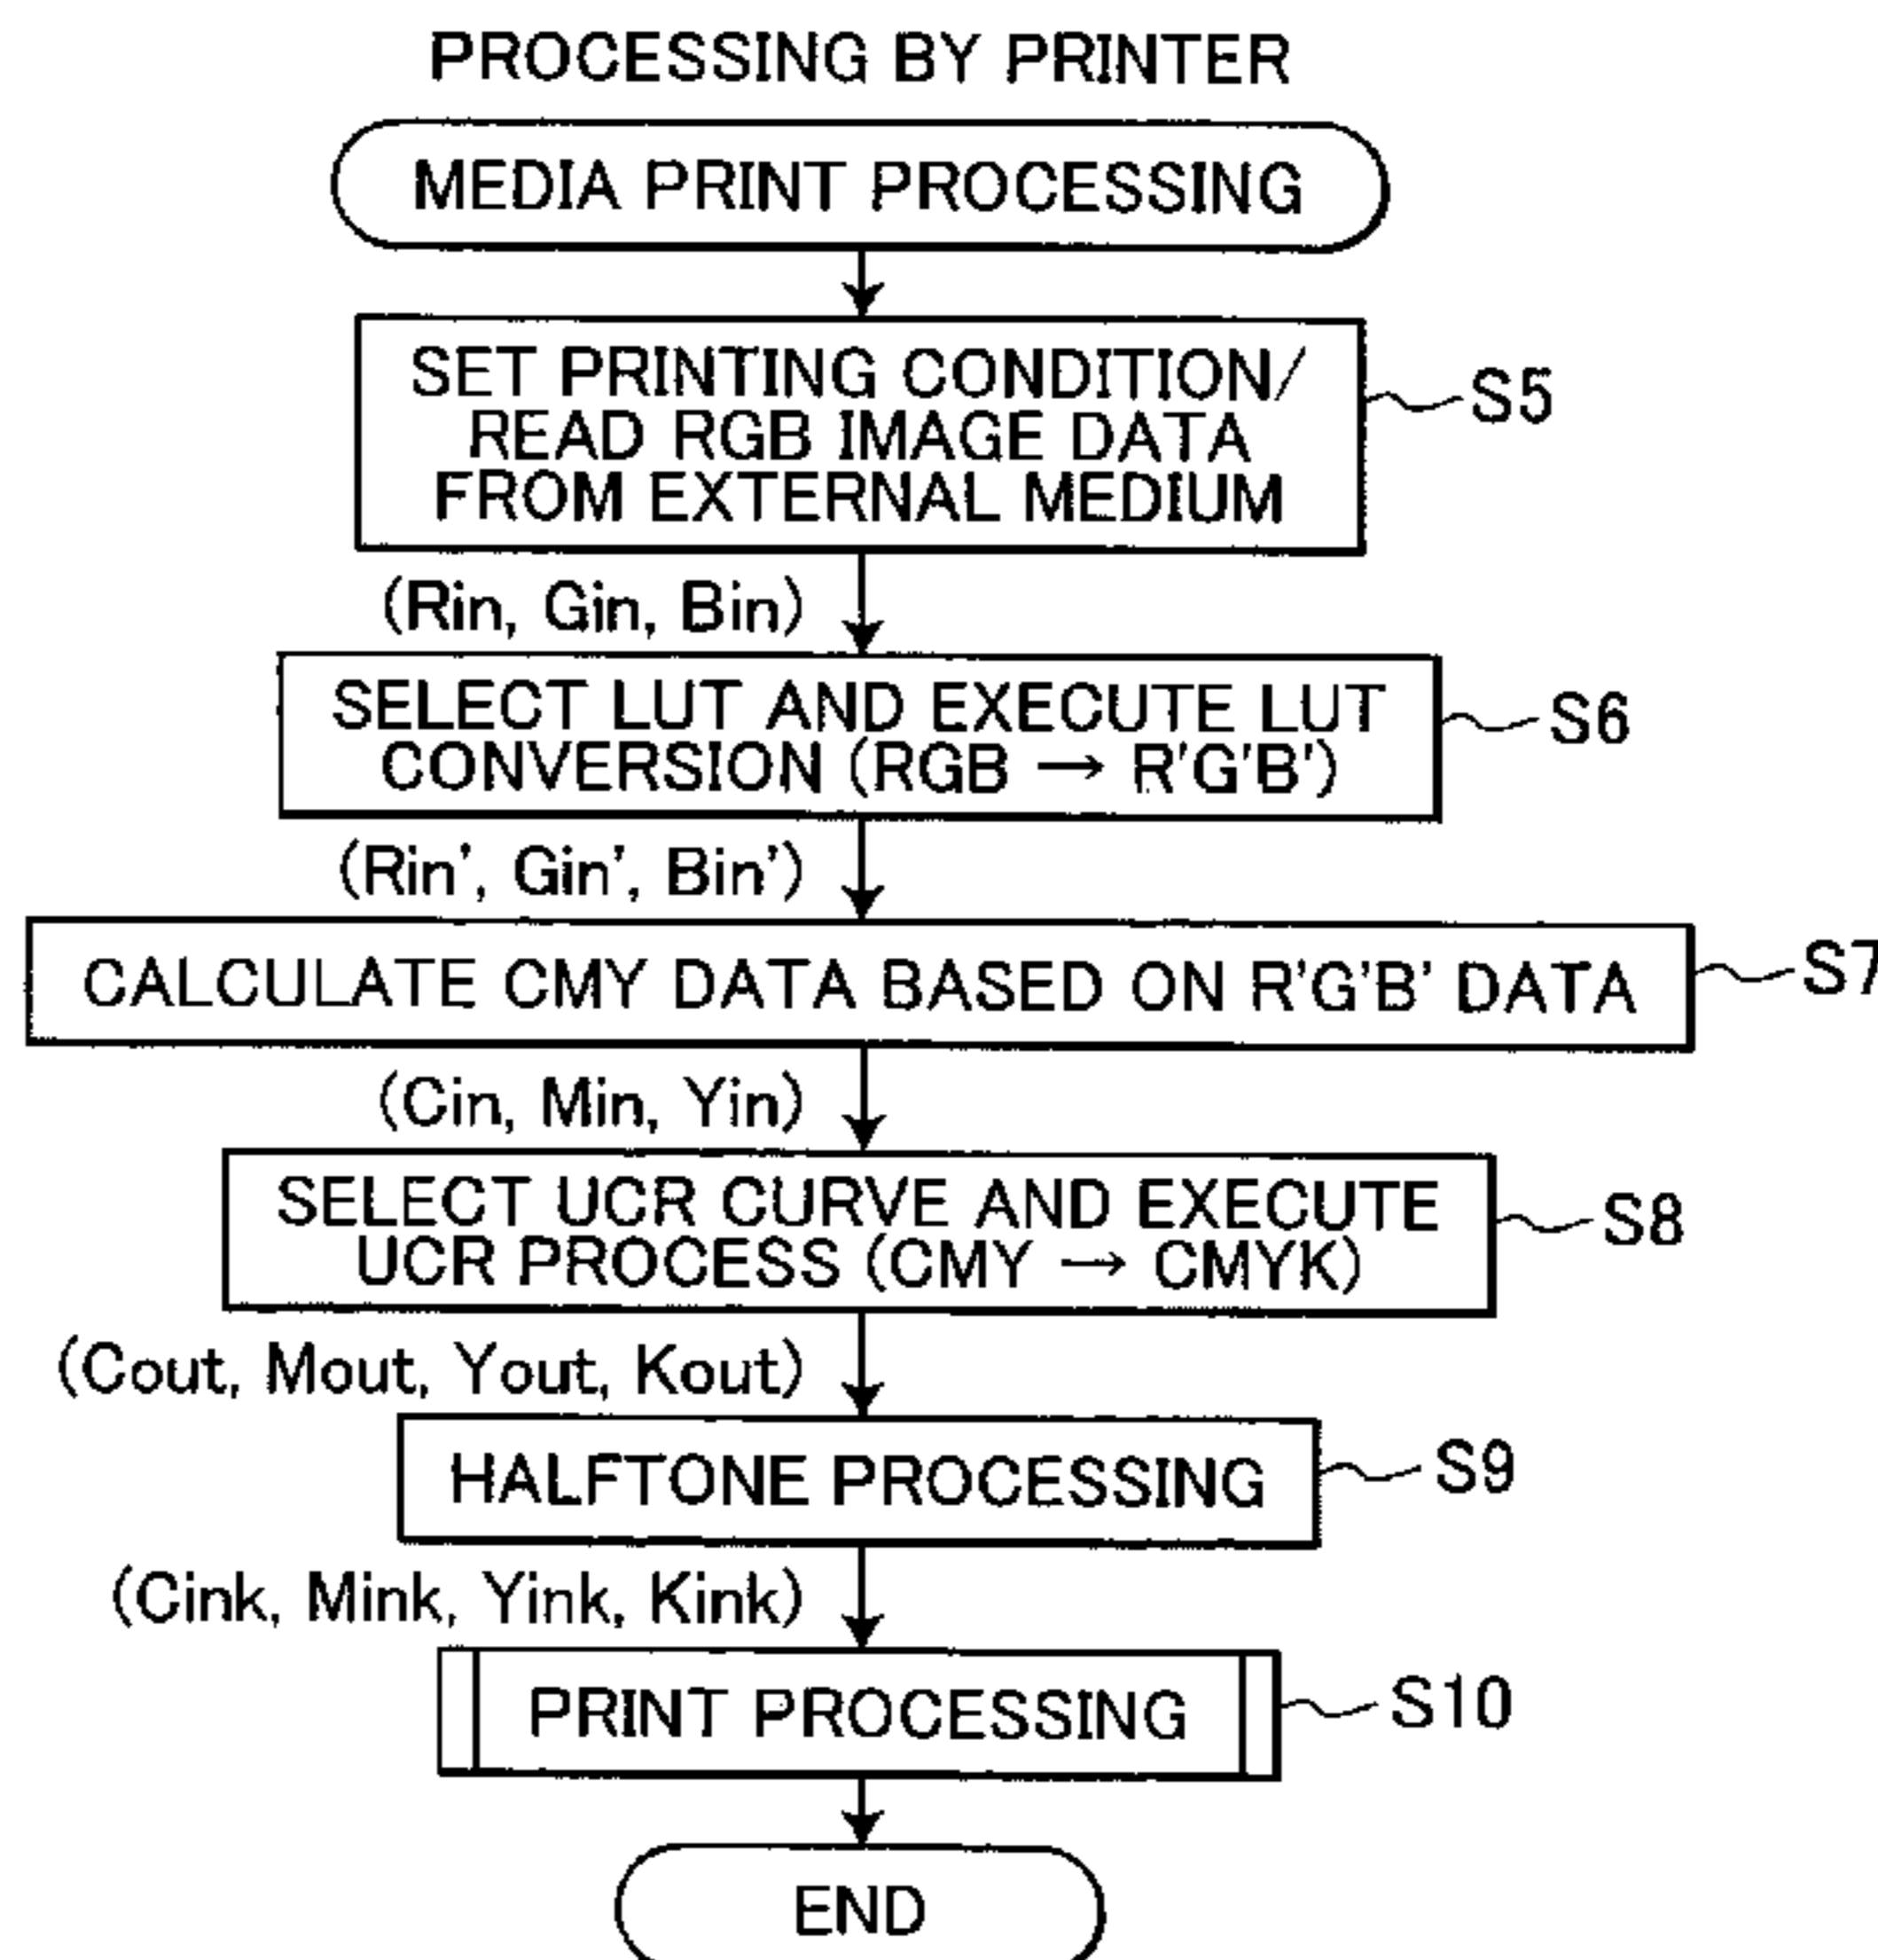 PROCESSING BY PRINTER
MEDIA PRINT PROCESSING
SET PRINTING CONDITION/
READ RGB IMAGE DATA
FROM EXTERNAL MEDIUM
S5
(Rin, Gin, Bin)
SELECT LUT AND EXECUTE LUT
CONVERSION (RGB → R'G'B')
S6
(Rin', Gin', Bin')
CALCULATE CMY DATA BASED ON R'G'B' DATA
S7
(Cin, Min, Yin)
SELECT UCR CURVE AND EXECUTE
UCR PROCESS (CMY → CMYK)
S8
(Cout, Mout, Yout, Kout)
HALFTONE PROCESSING
S9
(Cink, Mink, Yink, Kink)
PRINT PROCESSING
S10
END